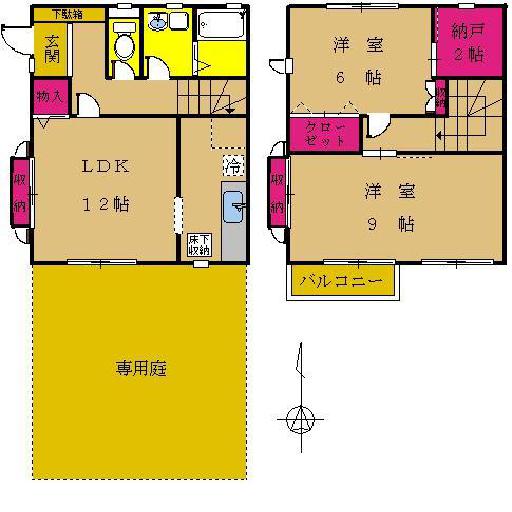 下駄箱
玄関
物入
LDK
12帖
収納
冷
床下
収納
専用庭
洋室
6 帖
納戸
2帖
収納
クロー
ゼット
収納
洋室
9 帖
バルコニー